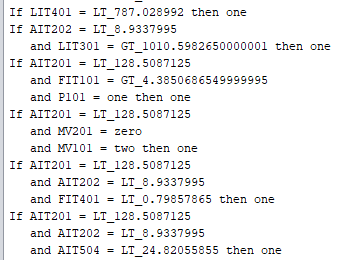 If LIT401 = LT_787.028992 then one
If AIT202 = LT_8.9337995
and LIT301 = GT_1010.5982650000001 then one
If AIT201 = LT_128.5087125
and FIT101 = GT_4.3850686549999995
and P101 = one then one
If AIT201 = LT_128.5087125
and MV201 = zero
and MV101 = two then one
If AIT201 = LT_128.5087125
and AIT202 = LT_8.9337995
and FIT401 = LT_0.79857865 then one
If AIT201 = LT_128.5087125
and AIT202 = LT_8.9337995
and AIT504 = LT_24.82055855 then one